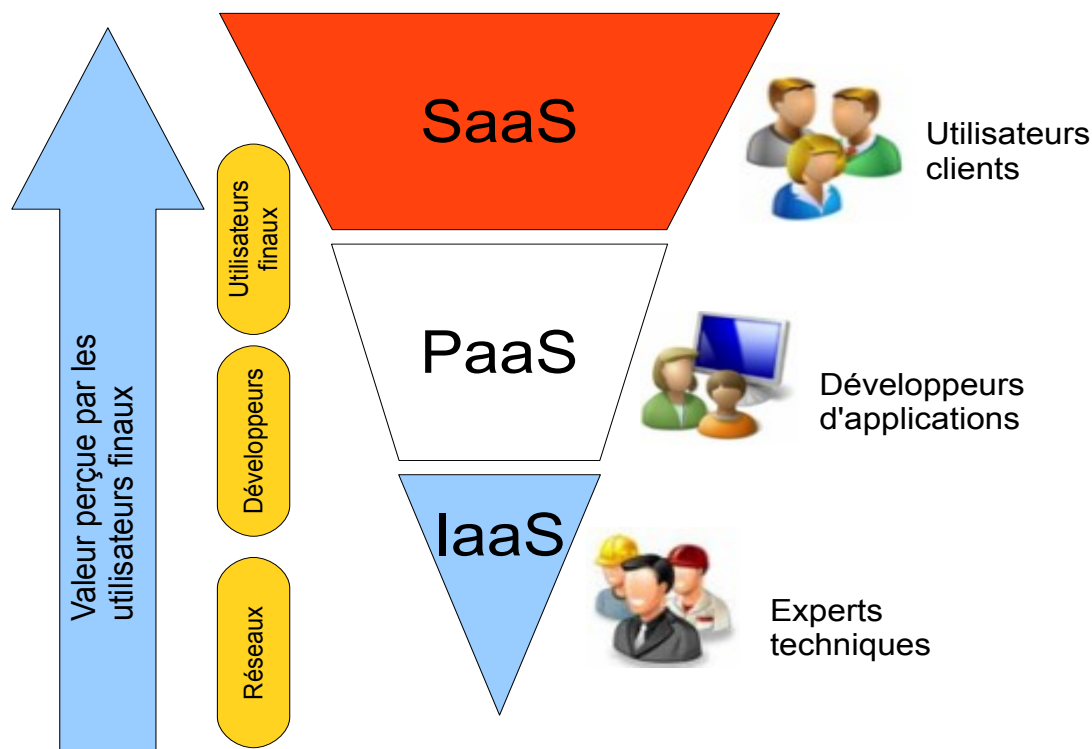 SaaS
Utilisateurs
clients
Utilisateurs
finaux
PaaS
Développeurs
d'applications
Développeurs
Valeur perçue par les
utilisateurs finaux
IaaS
Experts
techniques
Réseaux